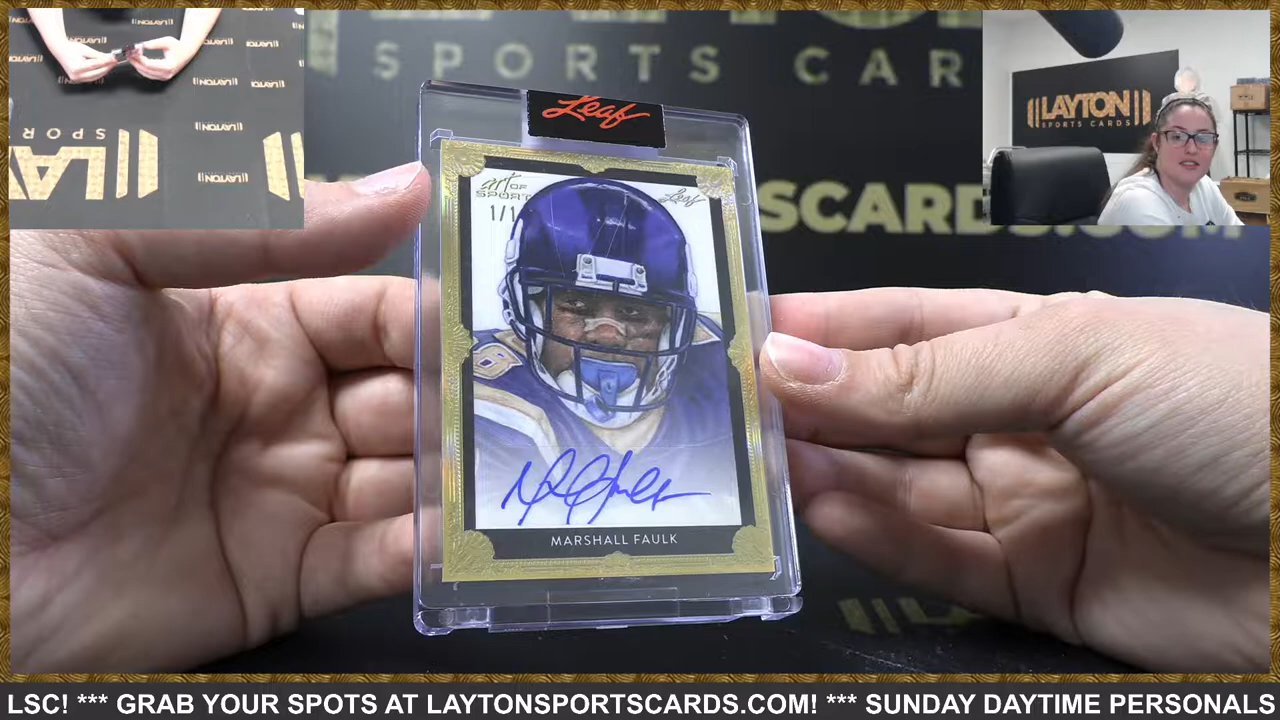 SPORTS CAR
LAYTON
SPORTS CARDS
Leaf
art OF SPORT
Leaf
1/1
SCARDS.COM
8
MARSHALL FAULK
LSC! *** GRAB YOUR SPOTS AT LAYTONSPORTSCARDS.COM! *** SUNDAY DAYTIME PERSONALS